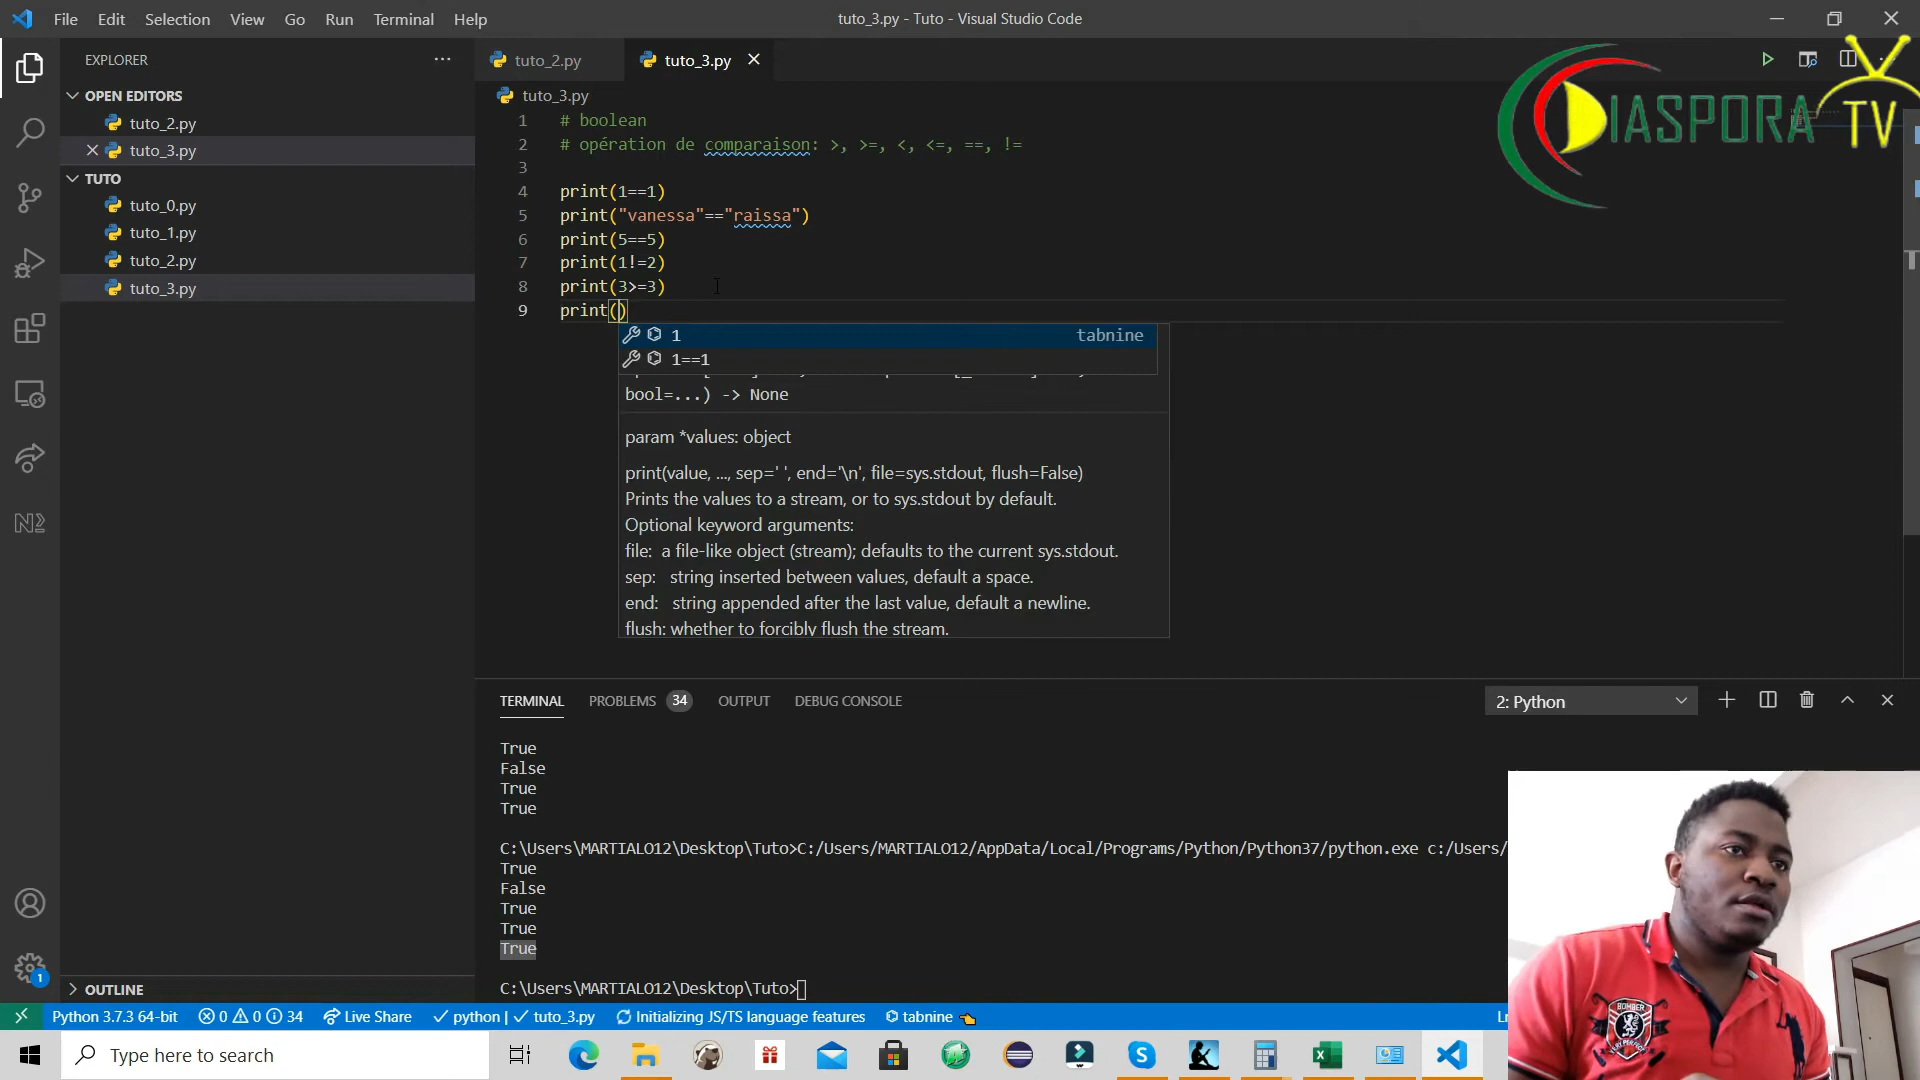 File Edit Selection View Go Run Terminal Help
tuto_3.py - Tuto - Visual Studio Code
EXPLORER
OPEN EDITORS
tuto_2.py
tuto_3.py
TUTO
tuto_0.py
tuto_1.py
tuto_2.py
tuto_3.py
OUTLINE
tuto_2.py
tuto_3.py
tuto_3.py
DIASPORA TV
1 # boolean
2 # opération de comparaison: >, >=, <, <=, ==, !=
3
4 print(1==1)
5 print("vanessa"=="raissa")
6 print(5==5)
7 print(1!=2)
8 print(3>=3)
9 print()
1 tabnine
1==1
bool=...) -> None
param *values: object
print(value, ..., sep=' ', end='\n', file=sys.stdout, flush=False)
Prints the values to a stream, or to sys.stdout by default.
Optional keyword arguments:
file: a file-like object (stream); defaults to the current sys.stdout.
sep: string inserted between values, default a space.
end: string appended after the last value, default a newline.
flush: whether to forcibly flush the stream.
TERMINAL PROBLEMS 34 OUTPUT DEBUG CONSOLE
2: Python
True
False
True
True
C:\Users\MARTIALO12\Desktop\Tuto>C:/Users/MARTIALO12/AppData/Local/Programs/Python/Python37/python.exe c:/Users/
True
False
True
True
True
C:\Users\MARTIALO12\Desktop\Tuto>
1
Python 3.7.3 64-bit 0 0 34 Live Share python | tuto_3.py Initializing JS/TS language features tabnine
Type here to search